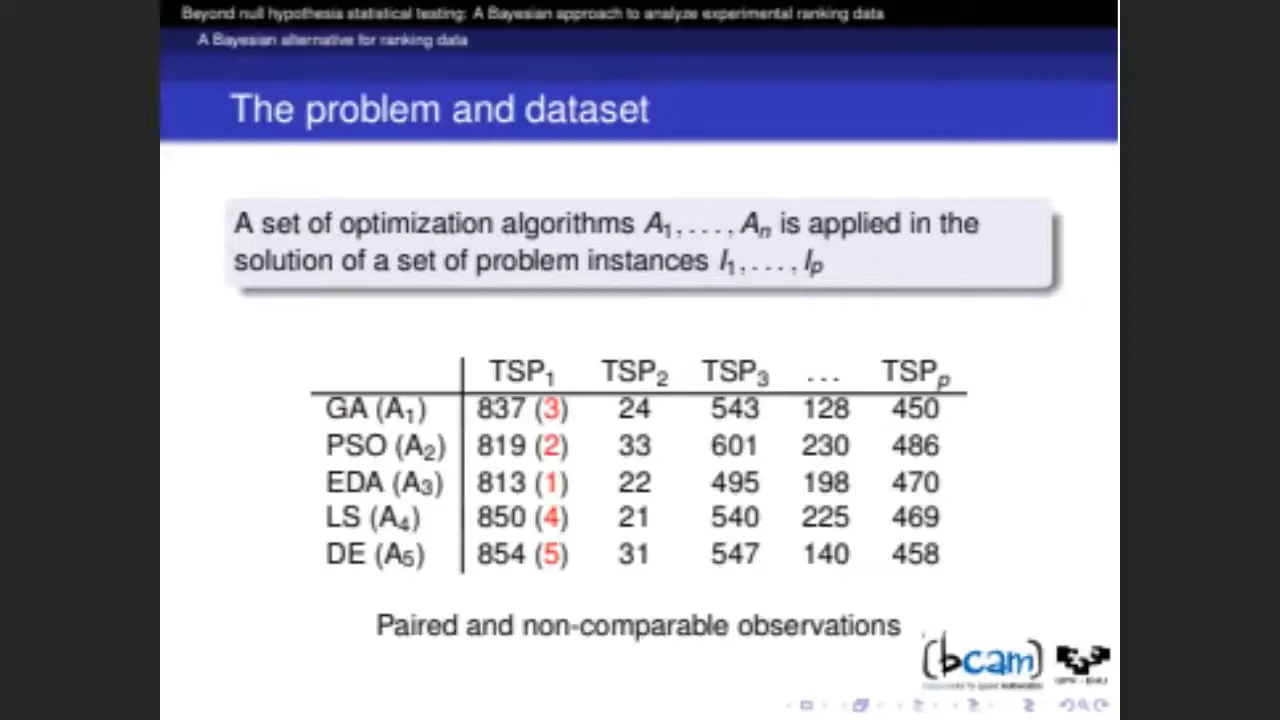 Beyond null hypothesis statistical testing: A Bayesian approach to analyze experimental ranking data
A Bayesian alternative for ranking data
The problem and dataset
A set of optimization algorithms A1, . . . , An is applied in the
solution of a set of problem instances I1, . . . , Ip
TSP1 TSP2 TSP3 . . . TSPp
GA (A1) 837 (3) 24 543 128 450
PSO (A2) 819 (2) 33 601 230 486
EDA (A3) 813 (1) 22 495 198 470
LS (A4) 850 (4) 21 540 225 469
DE (A5) 854 (5) 31 547 140 458
Paired and non-comparable observations
(bcam)